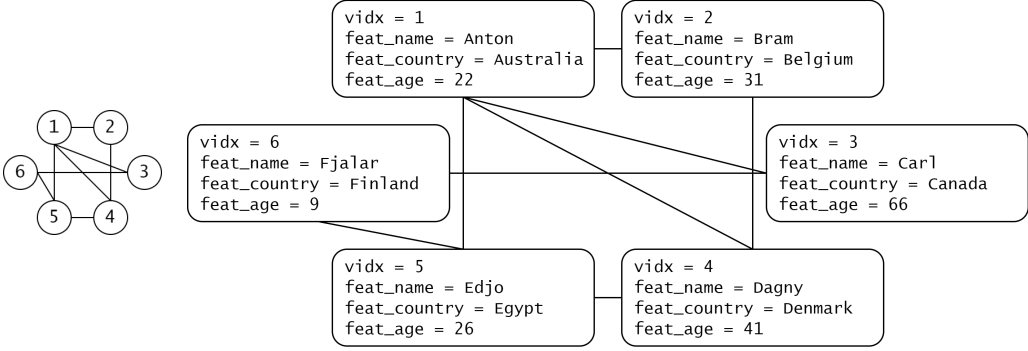 1
2
6
3
5
4
vidx = 1
feat_name = Anton
feat_country = Australia
feat_age = 22
vidx = 2
feat_name = Bram
feat_country = Belgium
feat_age = 31
vidx = 6
feat_name = Fjalar
feat_country = Finland
feat_age = 9
vidx = 3
feat_name = Carl
feat_country = Canada
feat_age = 66
vidx = 5
feat_name = Edjo
feat_country = Egypt
feat_age = 26
vidx = 4
feat_name = Dagny
feat_country = Denmark
feat_age = 41